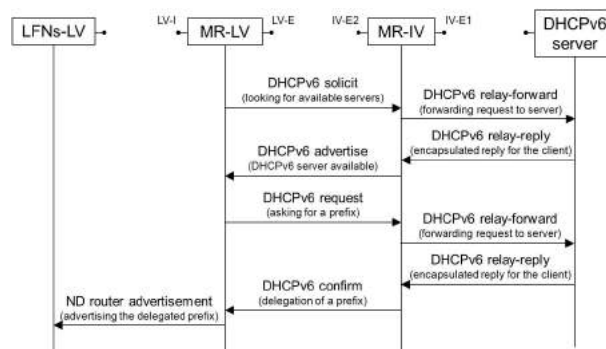 LFNs-LV
LV-I
MR-LV
LV-E
IV-E2
MR-IV
IV-E1
DHCPv6
server
DHCPv6 solicit
(looking for available servers)
DHCPv6 relay-forward
(forwarding request to server)
DHCPv6 relay-reply
(encapsulated reply for the client)
DHCPv6 advertise
(DHCPv6 server available)
DHCPv6 request
(asking for a prefix)
DHCPv6 relay-forward
(forwarding request to server)
DHCPv6 relay-reply
(encapsulated reply for the client)
DHCPv6 confirm
(delegation of a prefix)
ND router advertisement
(advertising the delegated prefix)